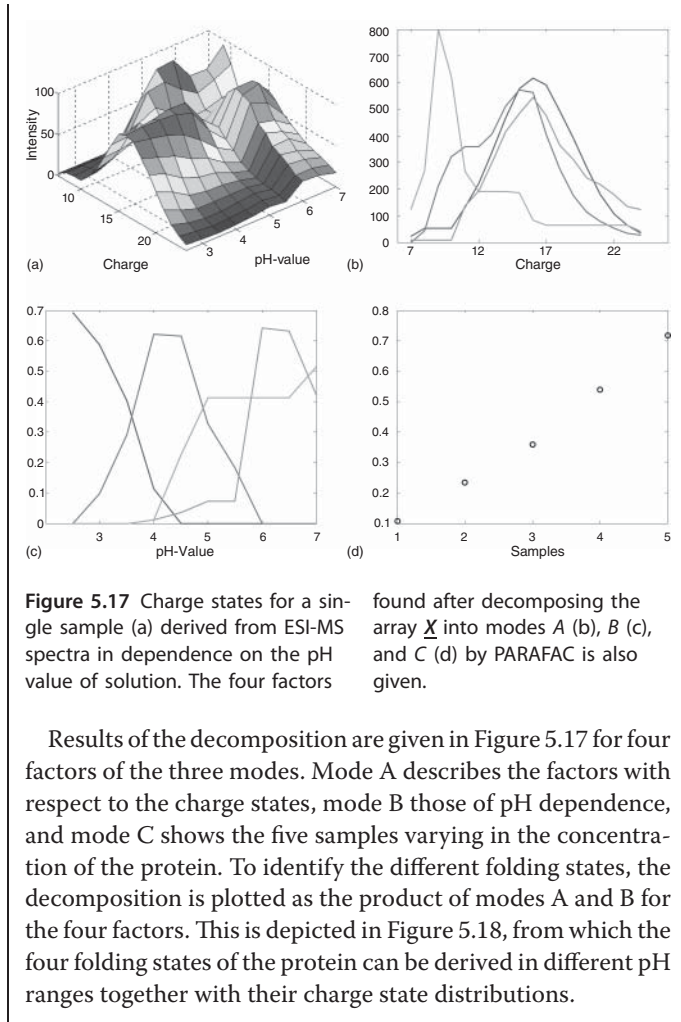 100
50
0
Intensity
10
15
20
Charge
3
4
5
6
7
pH-value
(a)
800
700
600
500
400
300
200
100
0
7
12
17
22
Charge
(b)
0.7
0.6
0.5
0.4
0.3
0.2
0.1
0
3
4
5
6
7
pH-Value
(c)
0.8
0.7
0.6
0.5
0.4
0.3
0.2
0.1
1
2
3
4
5
Samples
(d)
Figure 5.17 Charge states for a sin-
gle sample (a) derived from ESI-MS
spectra in dependence on the pH
value of solution. The four factors
found after decomposing the
array X into modes A (b), B (c),
and C (d) by PARAFAC is also
given.
Results of the decomposition are given in Figure 5.17 for four
factors of the three modes. Mode A describes the factors with
respect to the charge states, mode B those of pH dependence,
and mode C shows the five samples varying in the concentra-
tion of the protein. To identify the different folding states, the
decomposition is plotted as the product of modes A and B for
the four factors. This is depicted in Figure 5.18, from which the
four folding states of the protein can be derived in different pH
ranges together with their charge state distributions.